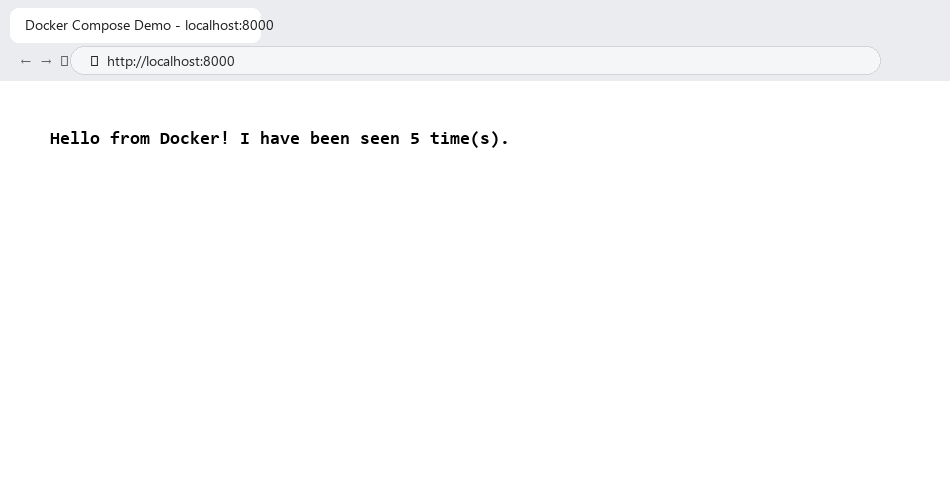 Docker Compose Demo - localhost:8000
← → http://localhost:8000
Hello from Docker! I have been seen 5 time(s).